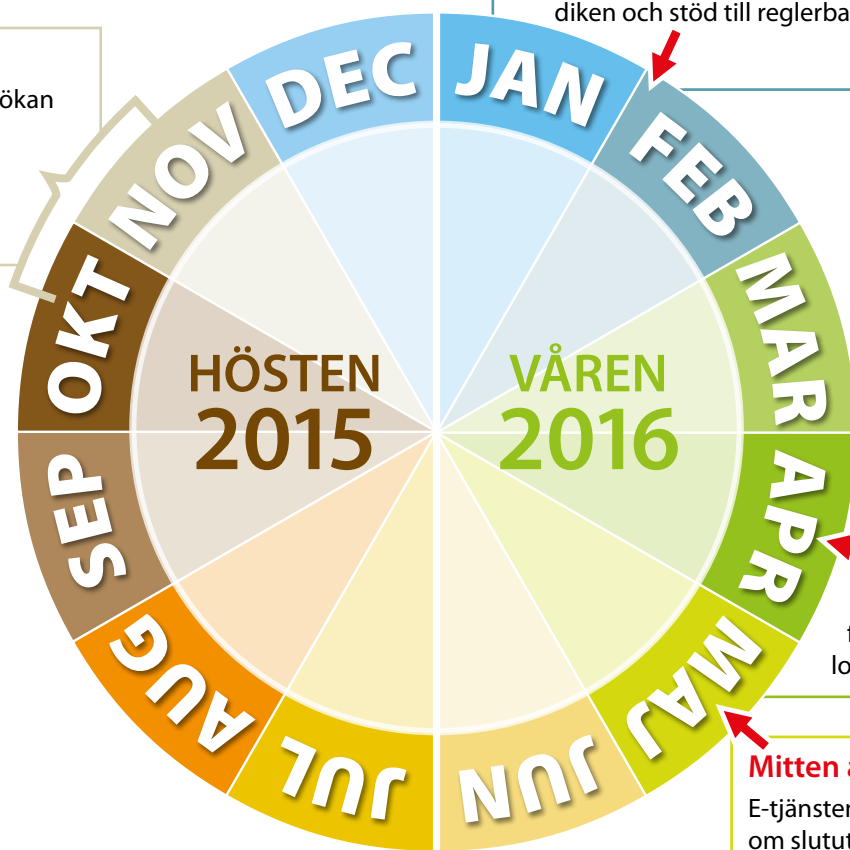 diken och stöd till reglerba
ökan
DEC
JAN
NOV
FEB
OKT
MAR
HÖSTEN
2015
VÅREN
2016
SEP
APR
AUG
MAJ
JUL
JUN
lo
Mitten a
E-tjänsten
om slutut